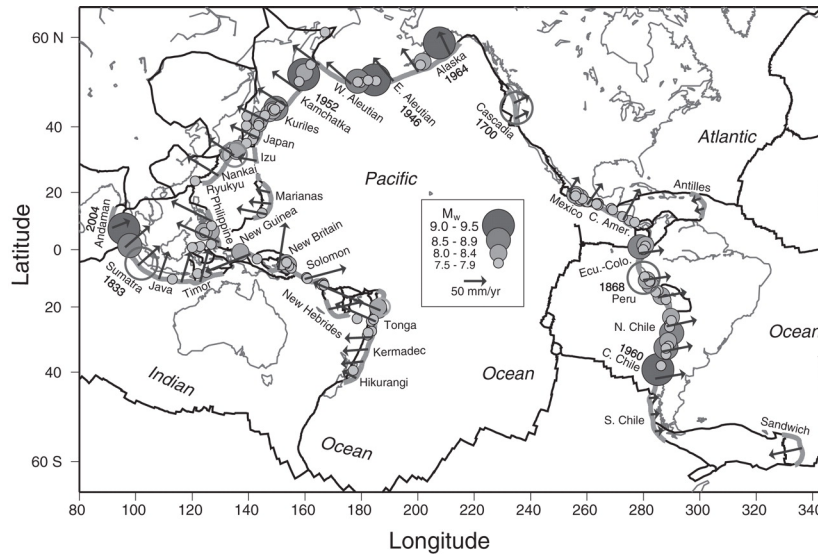 60 N
40
20
0
20
40
60 S
Latitude
80
100
120
140
160
180
200
220
240
260
280
300
320
340
Longitude
Alaska
1964
E. Aleutian
1946
W. Aleutian
1952
Kamchatka
Kuriles
Japan
Izu
Nankai
Ryukyu
Marianas
Philippine
New Guinea
New Britain
Solomon
2004
Andaman
Sumatra
1833
Java
Timor
New Hebrides
Tonga
Kermadec
Hikurangi
Cascadia
1700
Mexico
C. Amer.
Antilles
Ecu.-Colo.
1868
Peru
N. Chile
1960
C. Chile
S. Chile
Sandwich
Pacific
Ocean
Atlantic
Ocean
Indian
Ocean
Mw
9.0 - 9.5
8.5 - 8.9
8.0 - 8.4
7.5 - 7.9
50 mm/yr